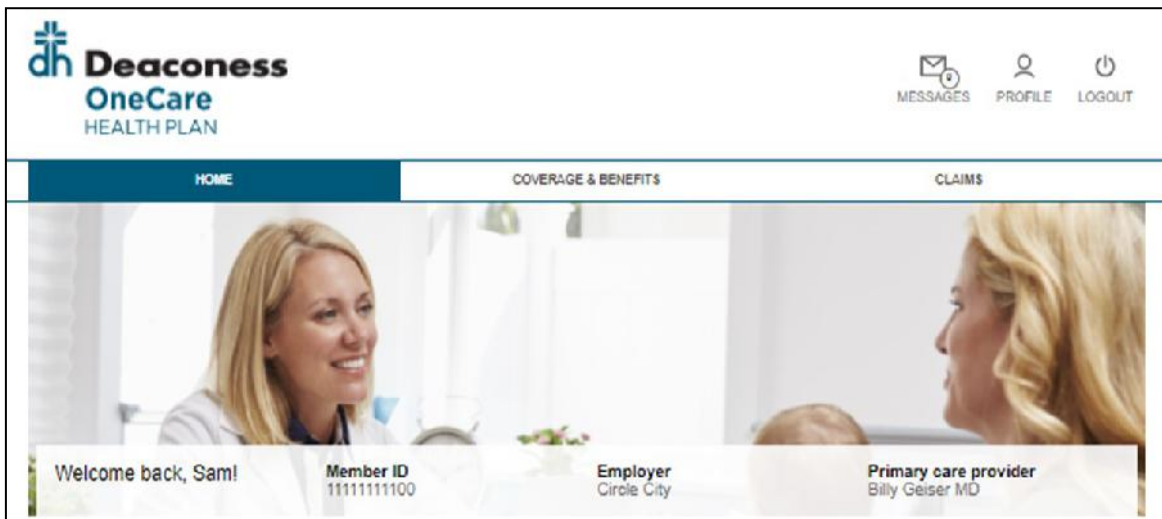 dh Deaconess
OneCare
HEALTH PLAN
MESSAGES PROFILE LOGOUT
HOME COVERAGE & BENEFITS CLAIMS
Welcome back, Sam!
Member ID
11111111100
Employer
Circle City
Primary care provider
Billy Geiser MD